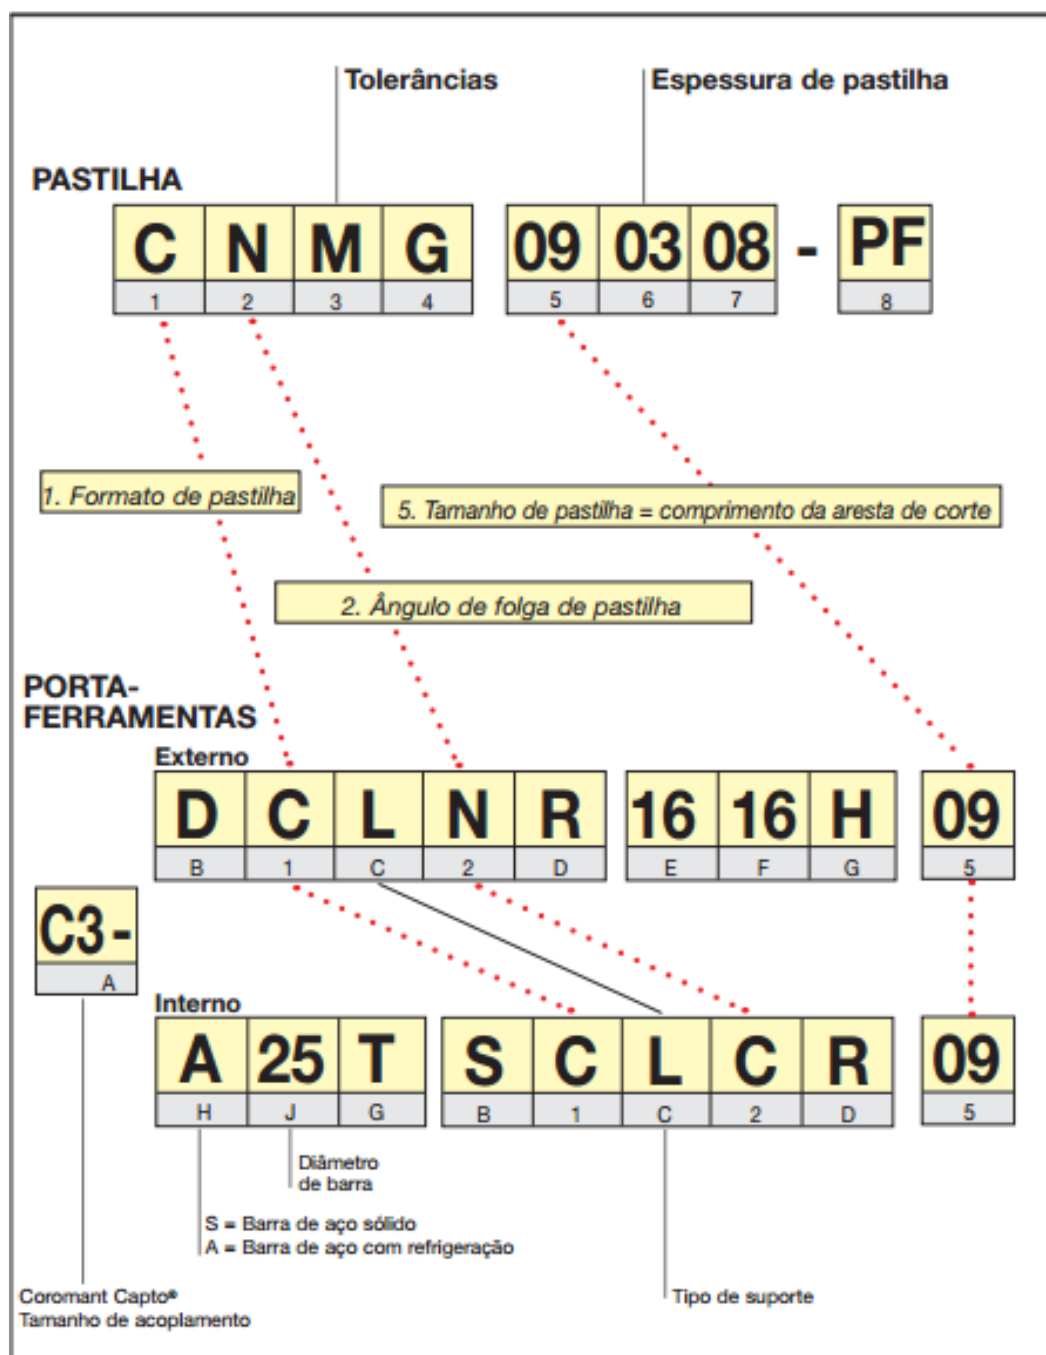 Tolerâncias
Espessura de pastilha
PASTILHA
C N M G 09 03 08 - PF
1 2 3 4 5 6 7 8
1. Formato de pastilha
5. Tamanho de pastilha = comprimento da aresta de corte
2. Ângulo de folga de pastilha
PORTA-
FERRAMENTAS
Externo
D C L N R 16 16 H 09
B 1 C 2 D E F G 5
C3-
A
Interno
A 25 T S C L C R 09
H J G B 1 C 2 D 5
Diâmetro
de barra
S = Barra de aço sólido
A = Barra de aço com refrigeração
Coromant Capto®
Tamanho de acoplamento
Tipo de suporte